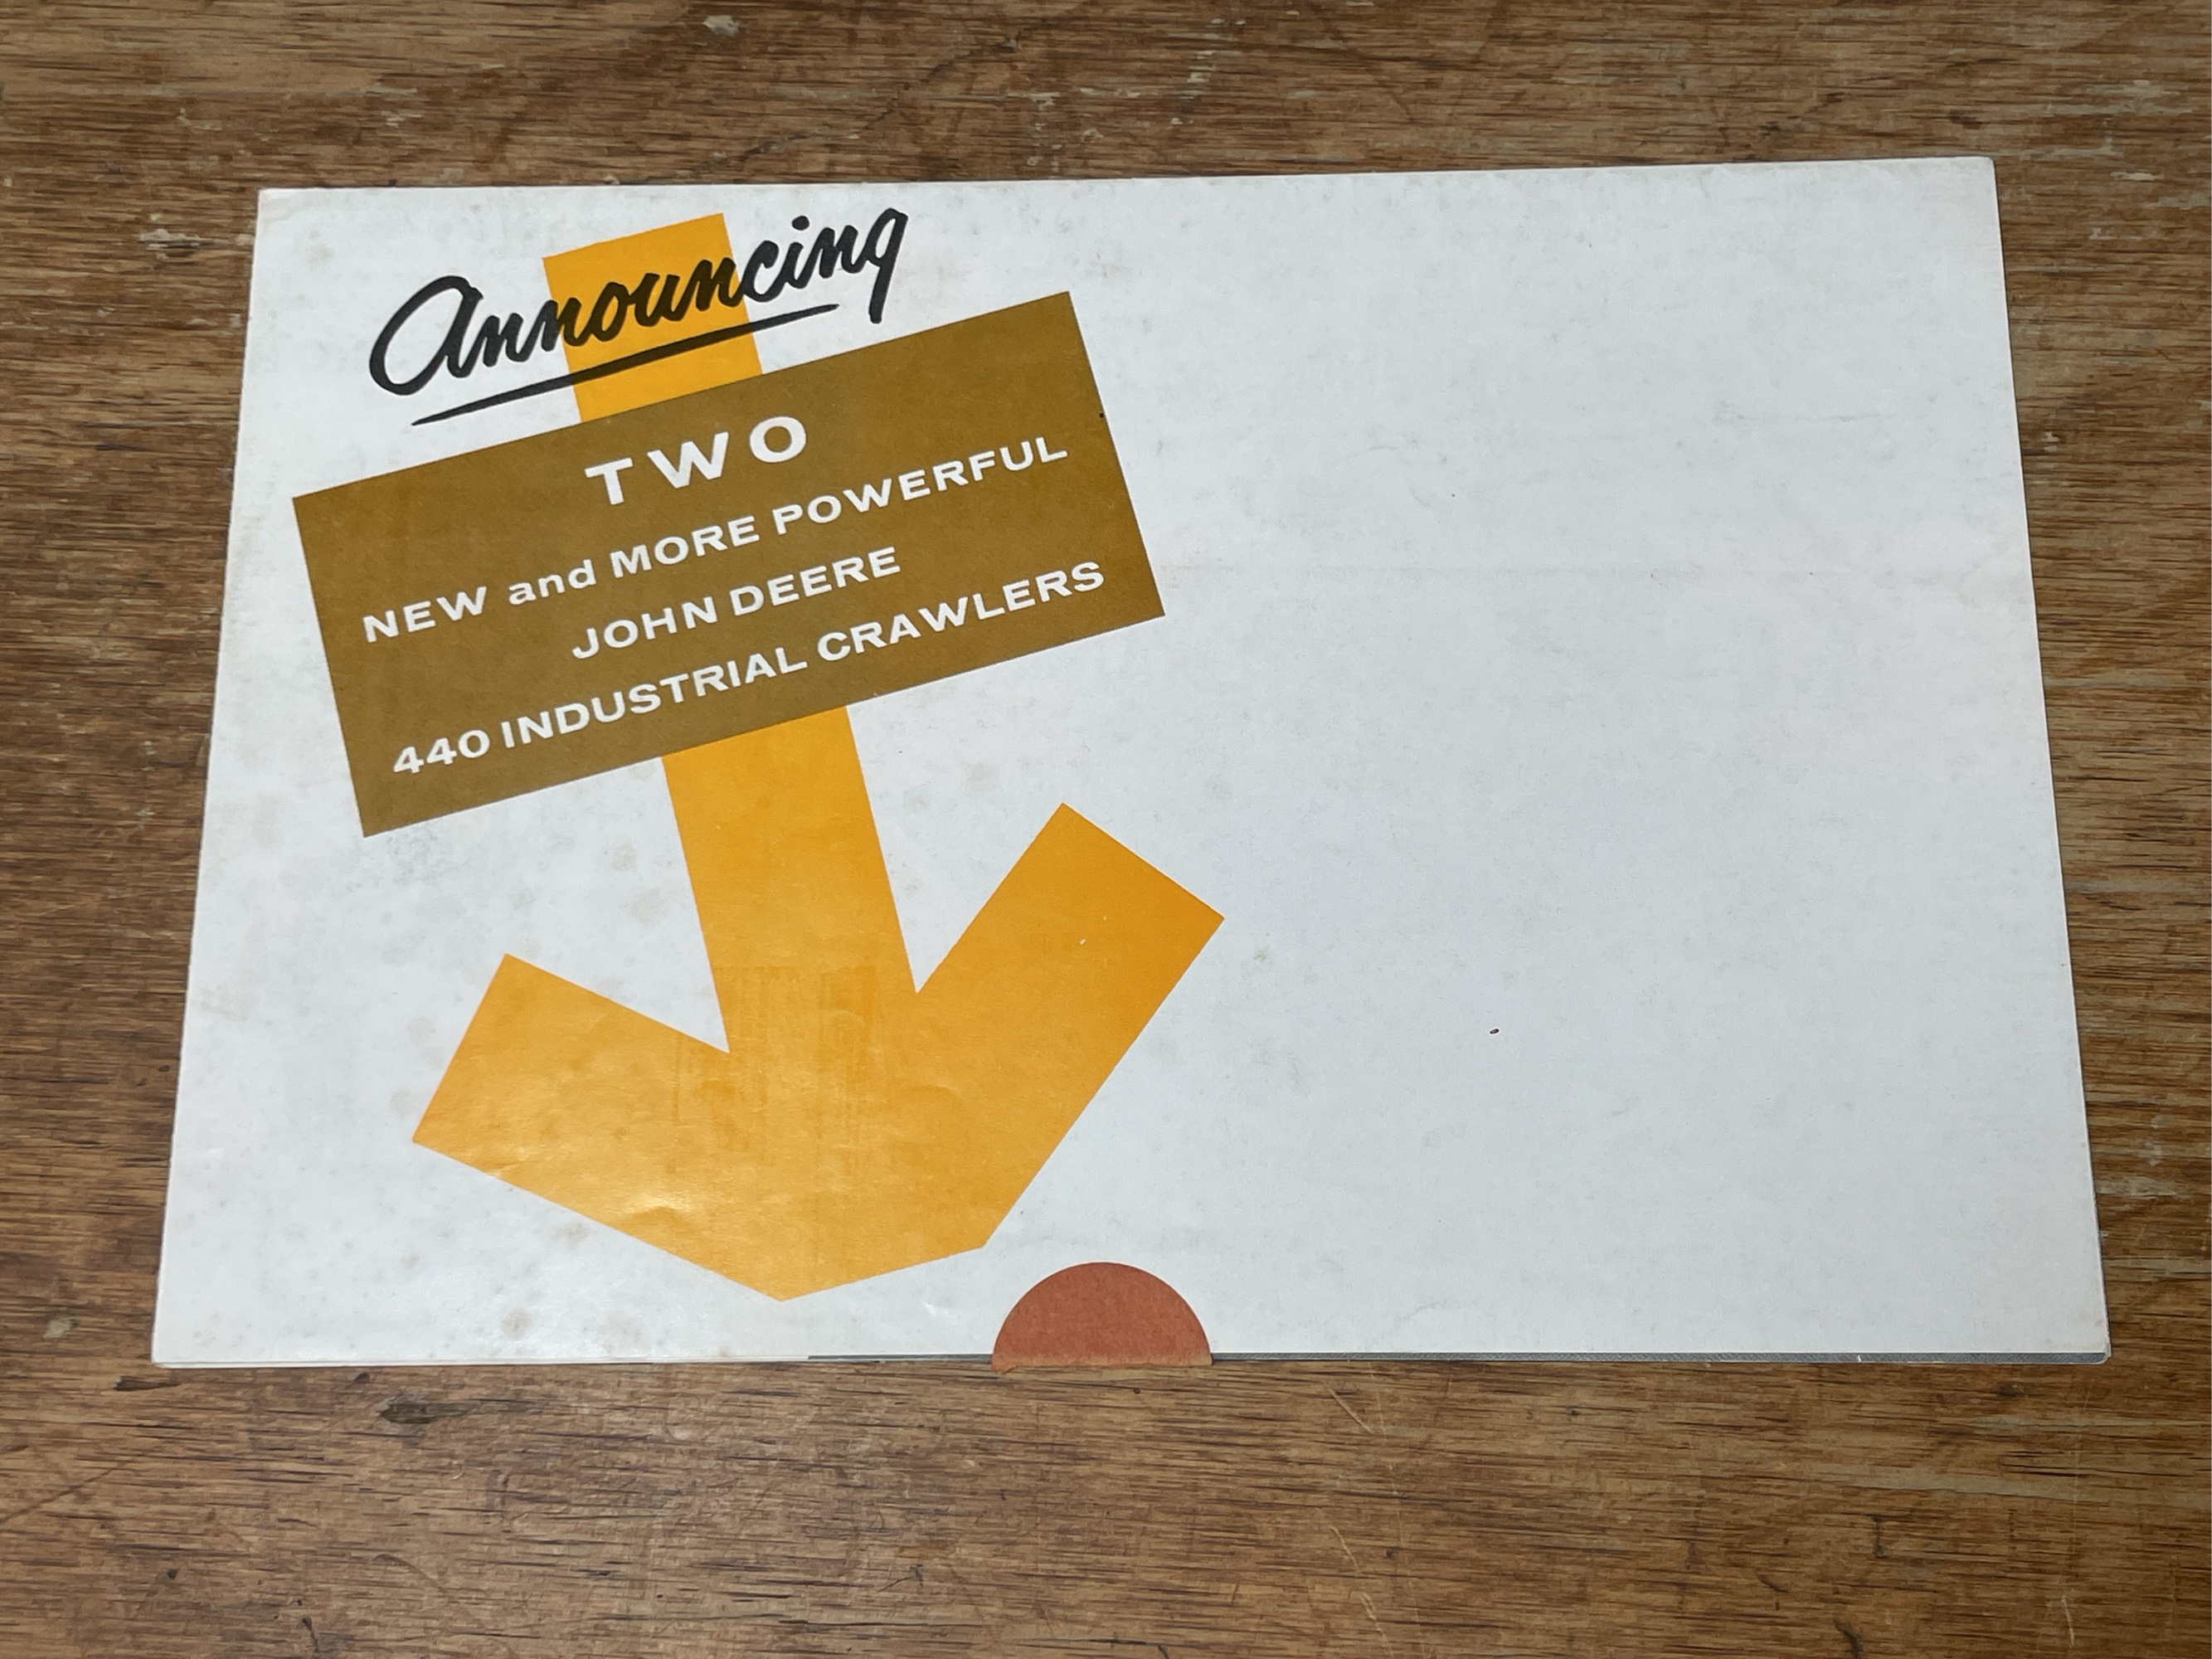 Announcing
TWO
NEW and MORE POWERFUL
JOHN DEERE
440 INDUSTRIAL CRAWLERS